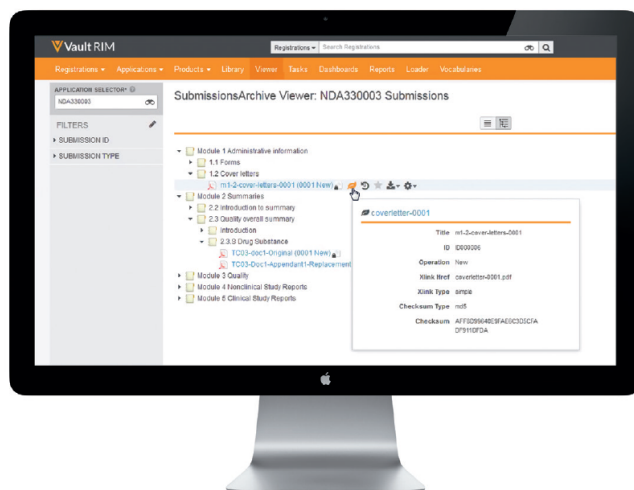 Vault RIM
Registrations Search Registrations
Registrations Applications Products Library Viewer Tasks Dashboards Reports Loader Vocabularies
APPLICATION SELECTOR*
NDA330003
SubmissionsArchive Viewer: NDA330003 Submissions
FILTERS
SUBMISSION ID
SUBMISSION TYPE
Module 1 Administrative information
1.1 Forms
1.2 Cover letters
m1-2-cover-letters-0001 (0001 New)
Module 2 Summaries
2.2 Introduction to summary
2.3 Quality overall summary
Introduction
2.3.S Drug Substance
TC03-doc1-Original (0001 New)
TC03-Doc1-Appendant1-Replacement
Module 3 Quality
Module 4 Nonclinical Study Reports
Module 5 Clinical Study Reports
coverletter-0001
Title m1-2-cover-letters-0001
ID
Operation New
Xlink Href coverletter-0001.pdf
Xlink Type simple
Checksum Type md5
Checksum